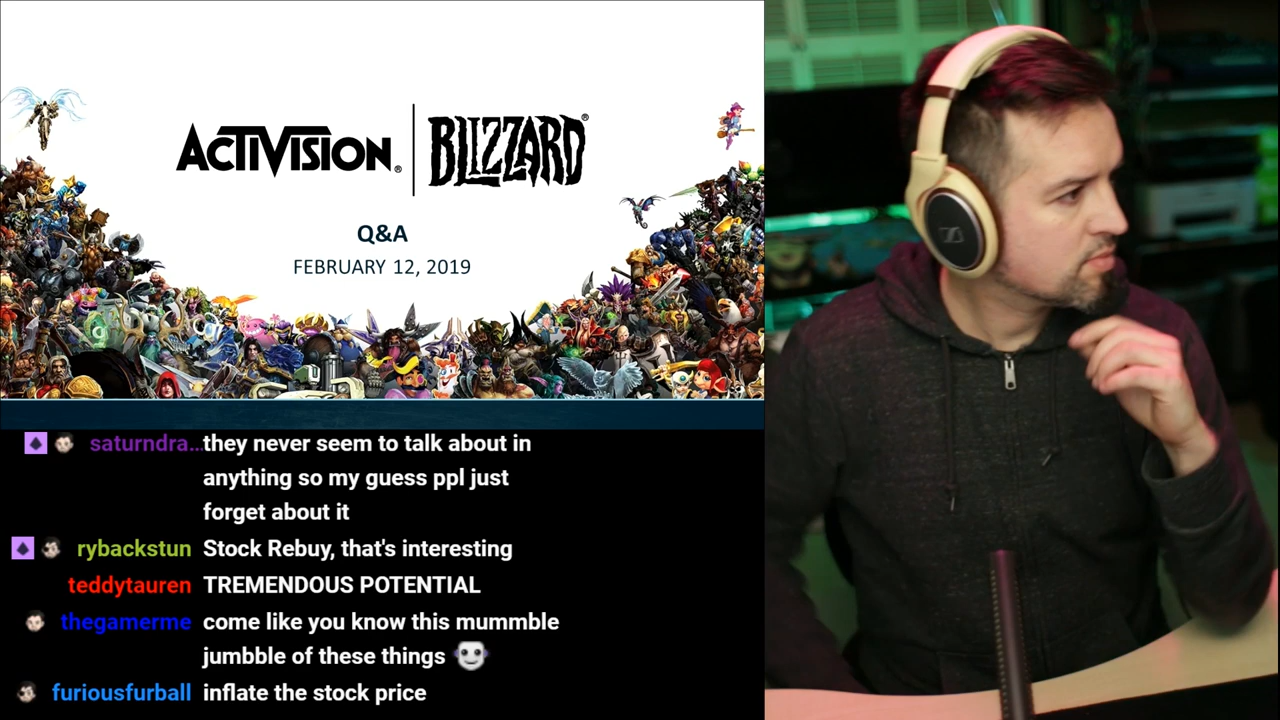 ACTIVISION® | BLIZZARD®
Q&A
FEBRUARY 12, 2019
saturndra... they never seem to talk about in
anything so my guess ppl just
forget about it
rybackstun Stock Rebuy, that's interesting
teddytauren TREMENDOUS POTENTIAL
thegamerme come like you know this mummble
jumbble of these things
furiousfurball inflate the stock price